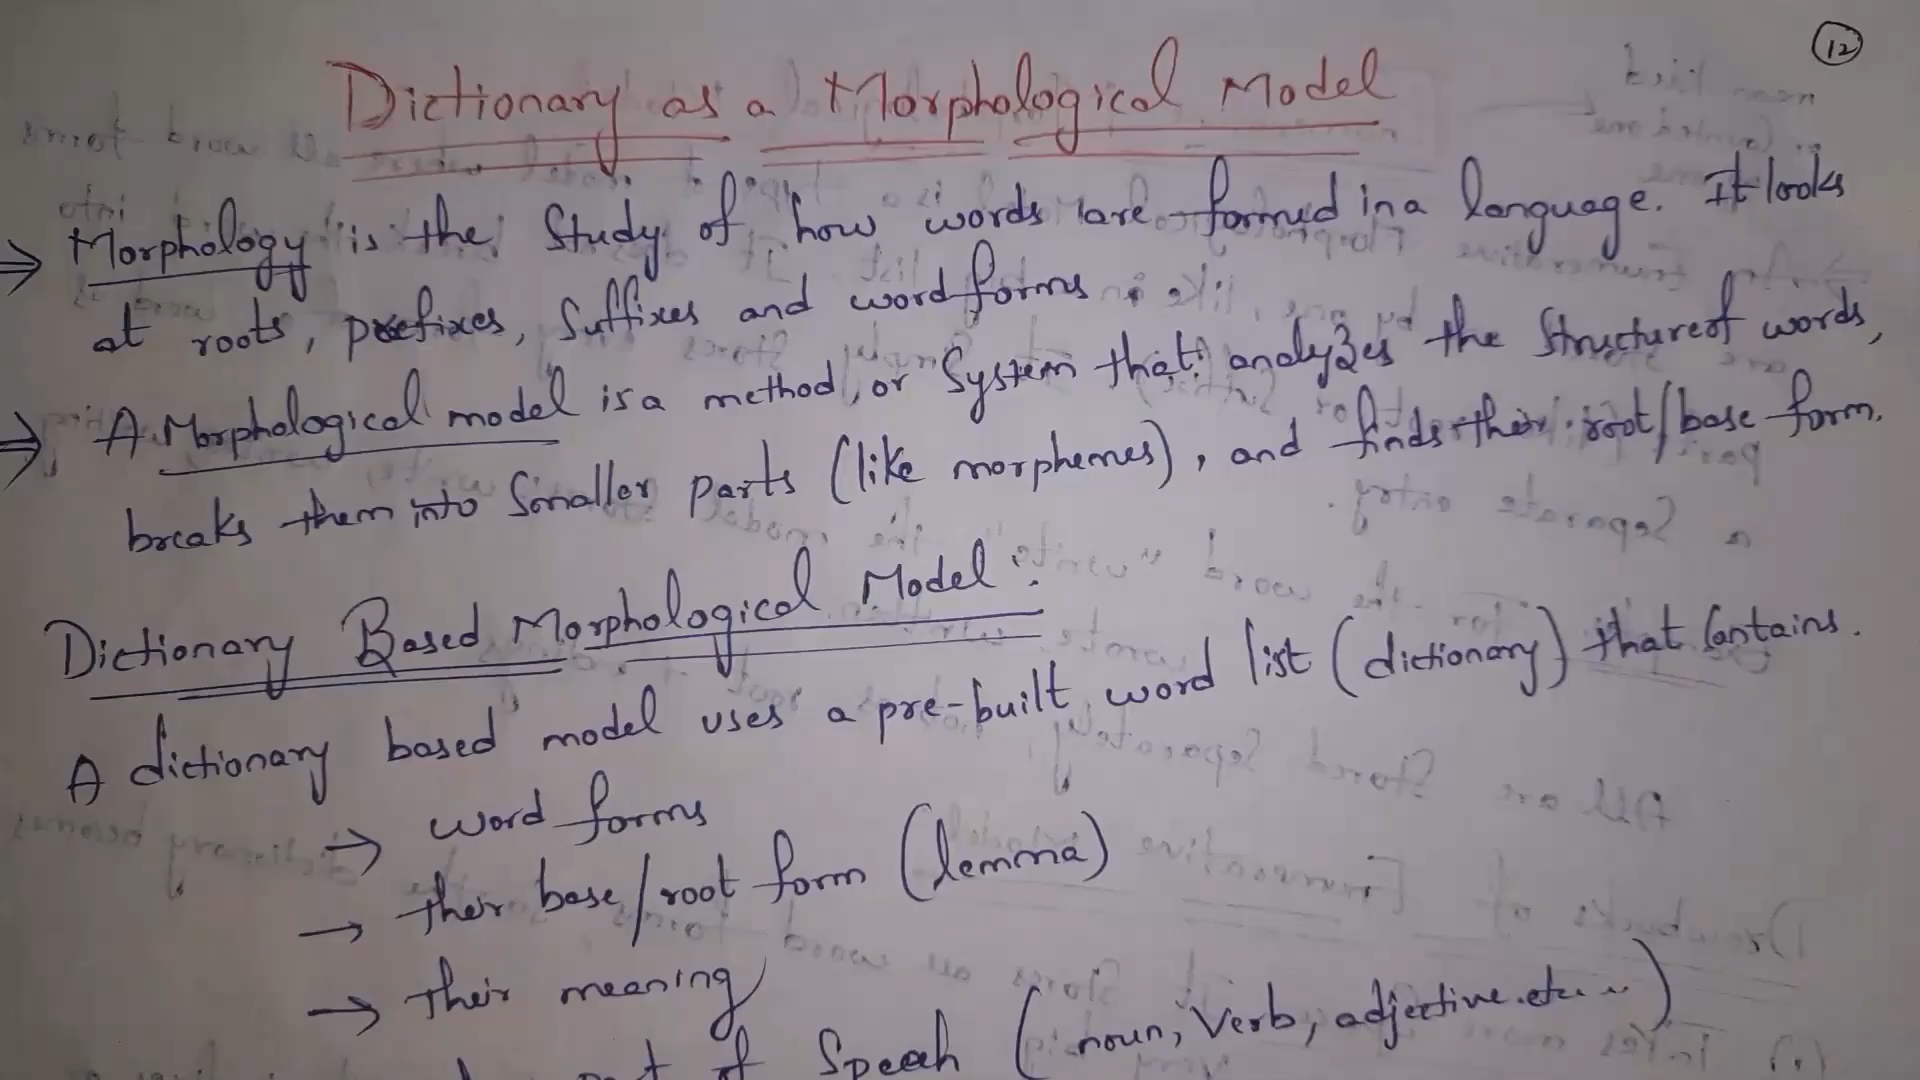 12
Dictionary as a Morphological Model
⇒ Morphology is the Study of how words are formed in a language. It looks
at roots, prefixes, Suffixes and word forms.
⇒ A Morphological model is a method, or System that analyzes the Structure of words,
breaks them into Smaller parts (like morphemes), and finds their root/base form.
Dictionary Based Morphological Model:
A dictionary based model uses a pre-built word list (dictionary) that Contains.
→ word forms
→ their base/root form (lemma)
→ their meaning
part of Speech (noun, Verb, adjective.etc...)